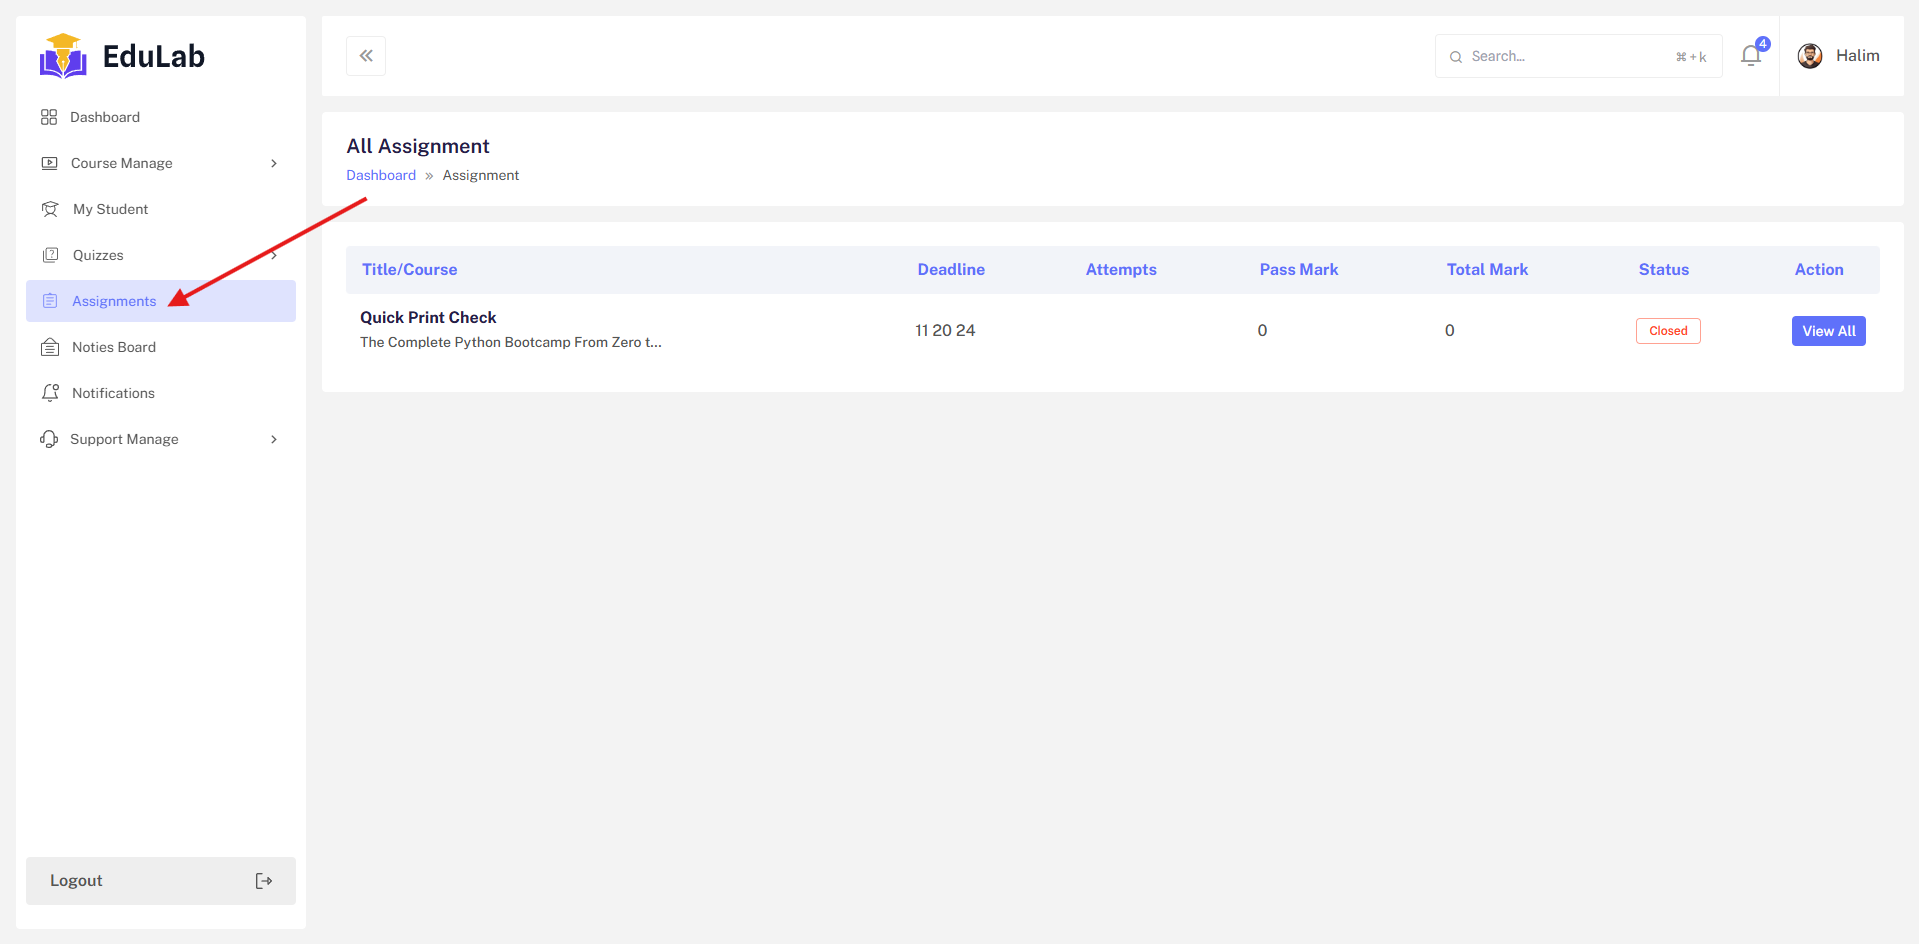 EduLab
Dashboard
Course Manage
My Student
Quizzes
Assignments
Noties Board
Notifications
Support Manage
Logout
Search...
⌘+k
4
Halim
All Assignment
Dashboard » Assignment
Title/Course Deadline Attempts Pass Mark Total Mark Status Action
Quick Print Check
The Complete Python Bootcamp From Zero t...
11 20 24 0 0 Closed View All